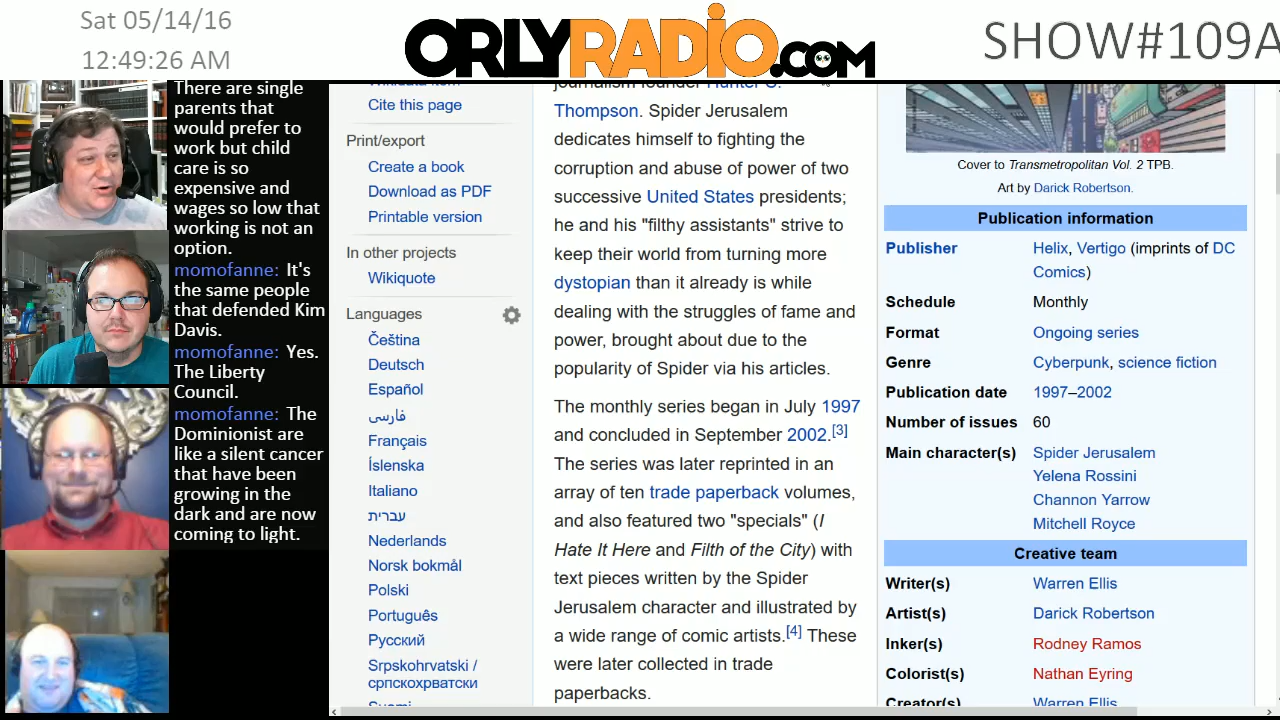 Sat 05/14/16
12:49:26 AM
ORLYRADIO.COM
SHOW#109A
There are single
parents that
would prefer to
work but child
care is so
expensive and
wages so low that
working is not an
option.
momofanne: It's
the same people
that defended Kim
Davis.
momofanne: Yes.
The Liberty
Council.
momofanne: The
Dominionist are
like a silent cancer
that have been
growing in the
dark and are now
coming to light.
Cite this page
Print/export
Create a book
Download as PDF
Printable version
In other projects
Wikiquote
Languages
Čeština
Deutsch
Español
فارسی
Français
Íslenska
Italiano
עברית
Nederlands
Norsk bokmål
Polski
Português
Русский
Srpskohrvatski /
српскохрватски
Suomi
journalism founder Hunter S.
Thompson. Spider Jerusalem
dedicates himself to fighting the
corruption and abuse of power of two
successive United States presidents;
he and his "filthy assistants" strive to
keep their world from turning more
dystopian than it already is while
dealing with the struggles of fame and
power, brought about due to the
popularity of Spider via his articles.
The monthly series began in July 1997
and concluded in September 2002.[3]
The series was later reprinted in an
array of ten trade paperback volumes,
and also featured two "specials" (I
Hate It Here and Filth of the City) with
text pieces written by the Spider
Jerusalem character and illustrated by
a wide range of comic artists.[4] These
were later collected in trade
paperbacks.
Cover to Transmetropolitan Vol. 2 TPB.
Art by Darick Robertson.
Publication information
Publisher Helix, Vertigo (imprints of DC
Comics)
Schedule Monthly
Format Ongoing series
Genre Cyberpunk, science fiction
Publication date 1997–2002
Number of issues 60
Main character(s) Spider Jerusalem
Yelena Rossini
Channon Yarrow
Mitchell Royce
Creative team
Writer(s) Warren Ellis
Artist(s) Darick Robertson
Inker(s) Rodney Ramos
Colorist(s) Nathan Eyring
Creator(s) Warren Ellis